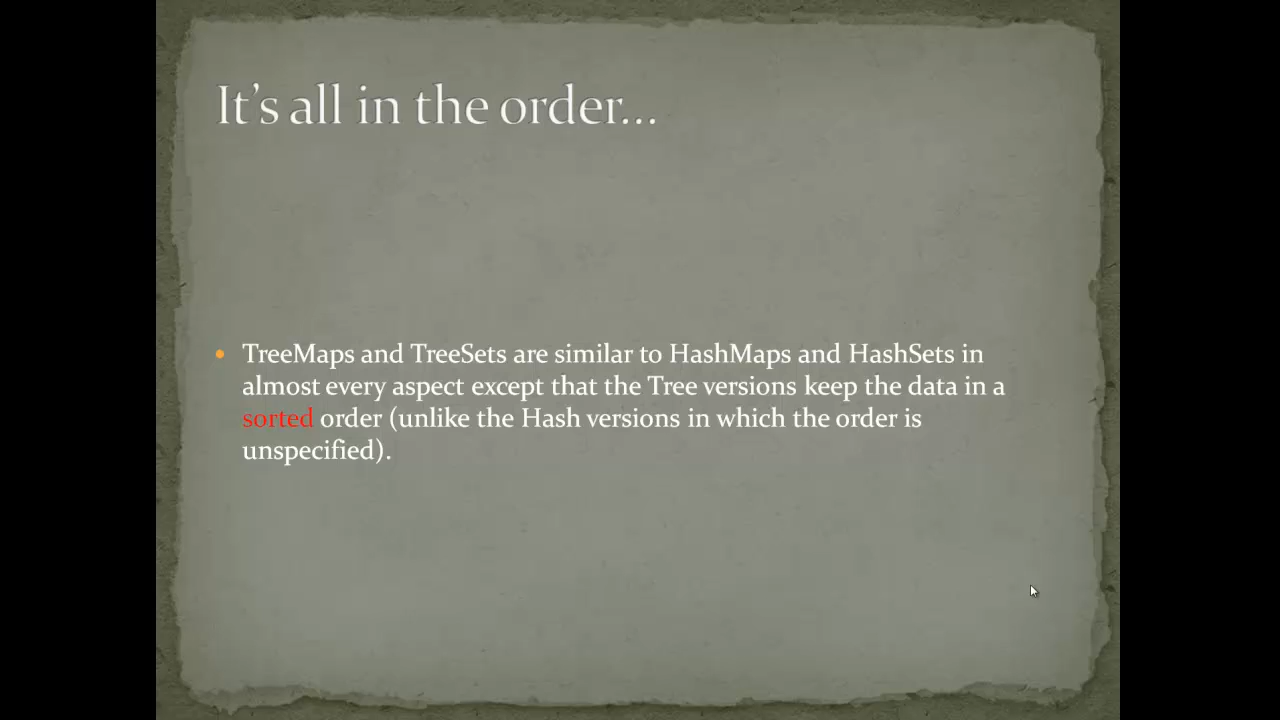 It’s all in the order…
• TreeMaps and TreeSets are similar to HashMaps and HashSets in
almost every aspect except that the Tree versions keep the data in a
sorted order (unlike the Hash versions in which the order is
unspecified).